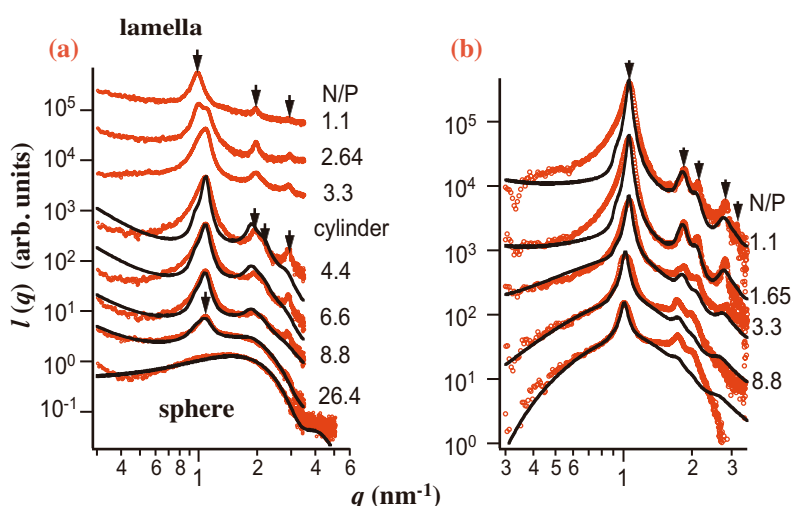 lamella
(a)
(b)
N/P
1.1
2.64
3.3
cylinder
4.4
6.6
8.8
26.4
sphere
10^5
10^4
10^3
10^2
10^1
10^0
10^-1
I (q) (arb. units)
4 6 8 1 2 4 6
10^5
10^4
10^3
10^2
10^1
10^0
N/P
1.1
1.65
3.3
8.8
3 4 5 6 1 2 3
q (nm^-1)